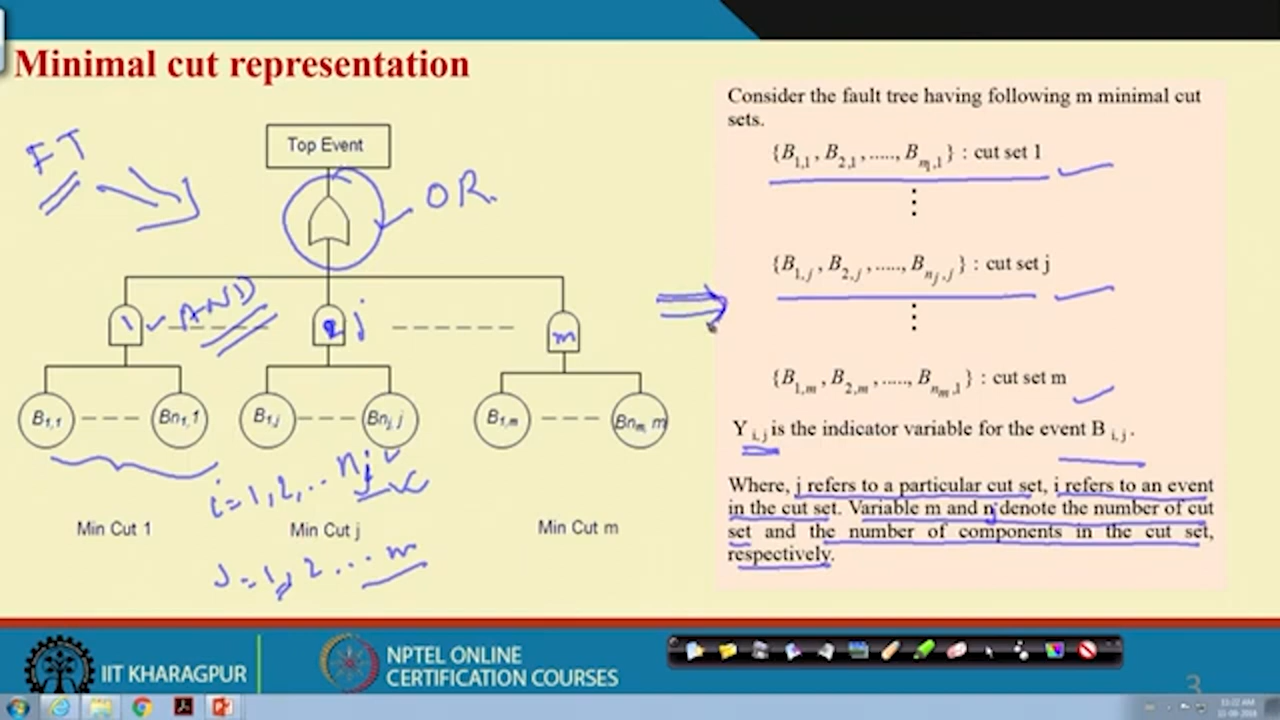 Minimal cut representation
FT
Top Event
OR
1
AND
j
m
B1,1
Bn1,1
B1,j
Bnj,j
B1,m
Bnm,m
i=1,2,.. nj
Min Cut 1
Min Cut j
Min Cut m
J=1,2...m
Consider the fault tree having following m minimal cut
sets.
{B1,1 , B2,1 , ....., Bn1,1 } : cut set 1
{B1,j , B2,j , ....., Bnj,j } : cut set j
{B1,m , B2,m , ....., Bnm,1 } : cut set m
Y i,j is the indicator variable for the event B i,j .
Where, j refers to a particular cut set, i refers to an event
in the cut set. Variable m and nj denote the number of cut
set and the number of components in the cut set,
respectively.
IIT KHARAGPUR
NPTEL ONLINE
CERTIFICATION COURSES
3